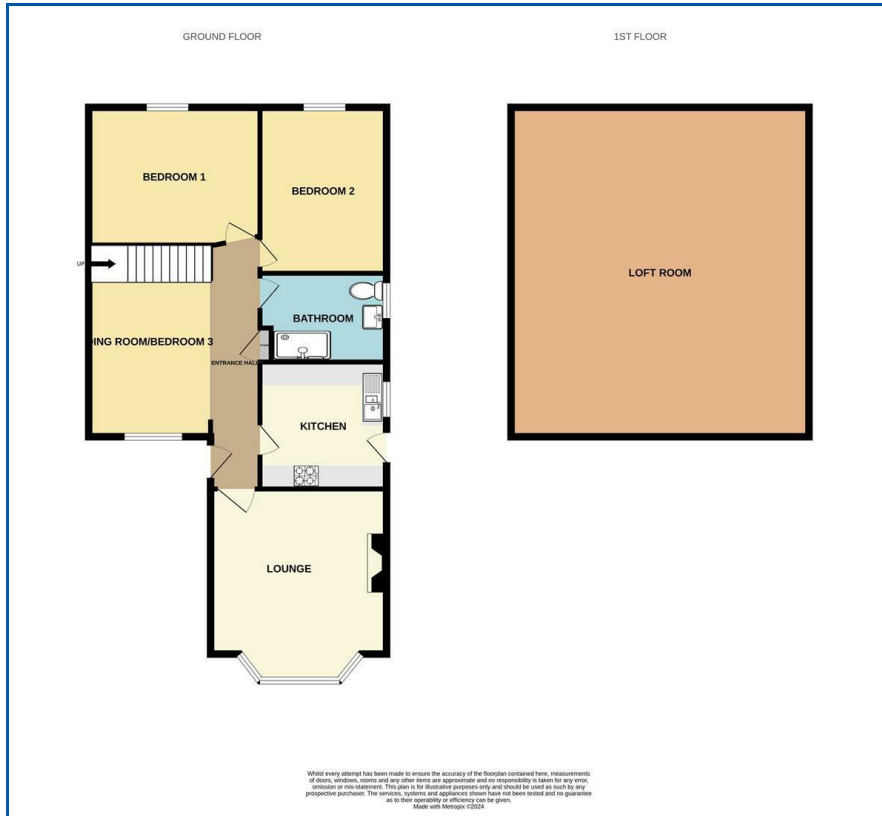 GROUND FLOOR
1ST FLOOR
BEDROOM 1
BEDROOM 2
UP
LOFT ROOM
BATHROOM
DING ROOM/BEDROOM 3
ENTRANCE HALL
KITCHEN
LOUNGE
Whilst every attempt has been made to ensure the accuracy of the floorplan contained here, measurements
of doors, windows, rooms and any other items are approximate and no responsibility is taken for any error,
omission or mis-statement. This plan is for illustrative purposes only and should be used as such by any
prospective purchaser. The services, systems and appliances shown have not been tested and no guarantee
as to their operability or efficiency can be given.
Made with Metropix ©2024